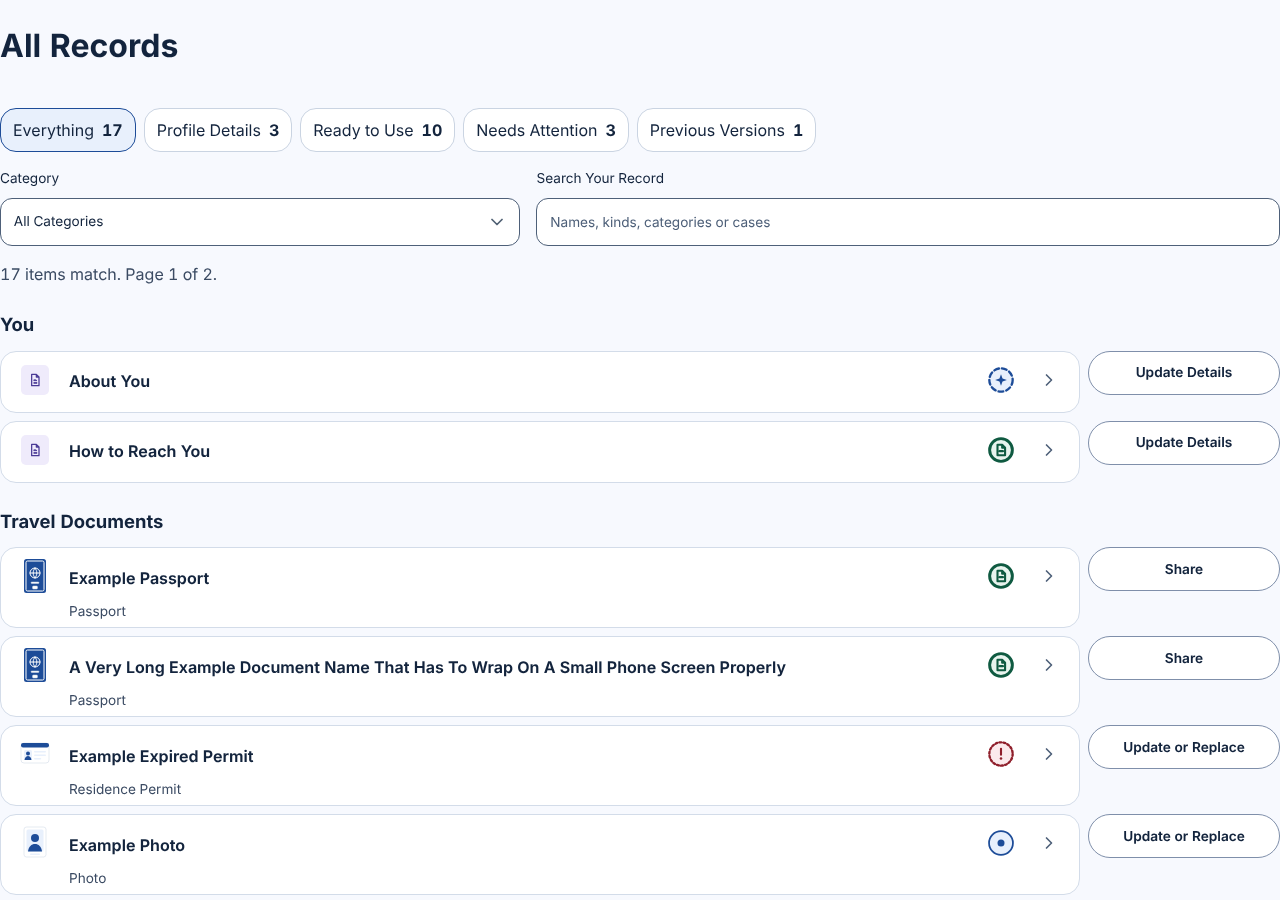 All Records
Everything 17
Profile Details 3
Ready to Use 10
Needs Attention 3
Previous Versions 1
Category
Search Your Record
All Categories
Names, kinds, categories or cases
17 items match. Page 1 of 2.
You
About You
Update Details
How to Reach You
Update Details
Travel Documents
Example Passport
Passport
Share
A Very Long Example Document Name That Has To Wrap On A Small Phone Screen Properly
Passport
Share
Example Expired Permit
Residence Permit
Update or Replace
Example Photo
Photo
Update or Replace